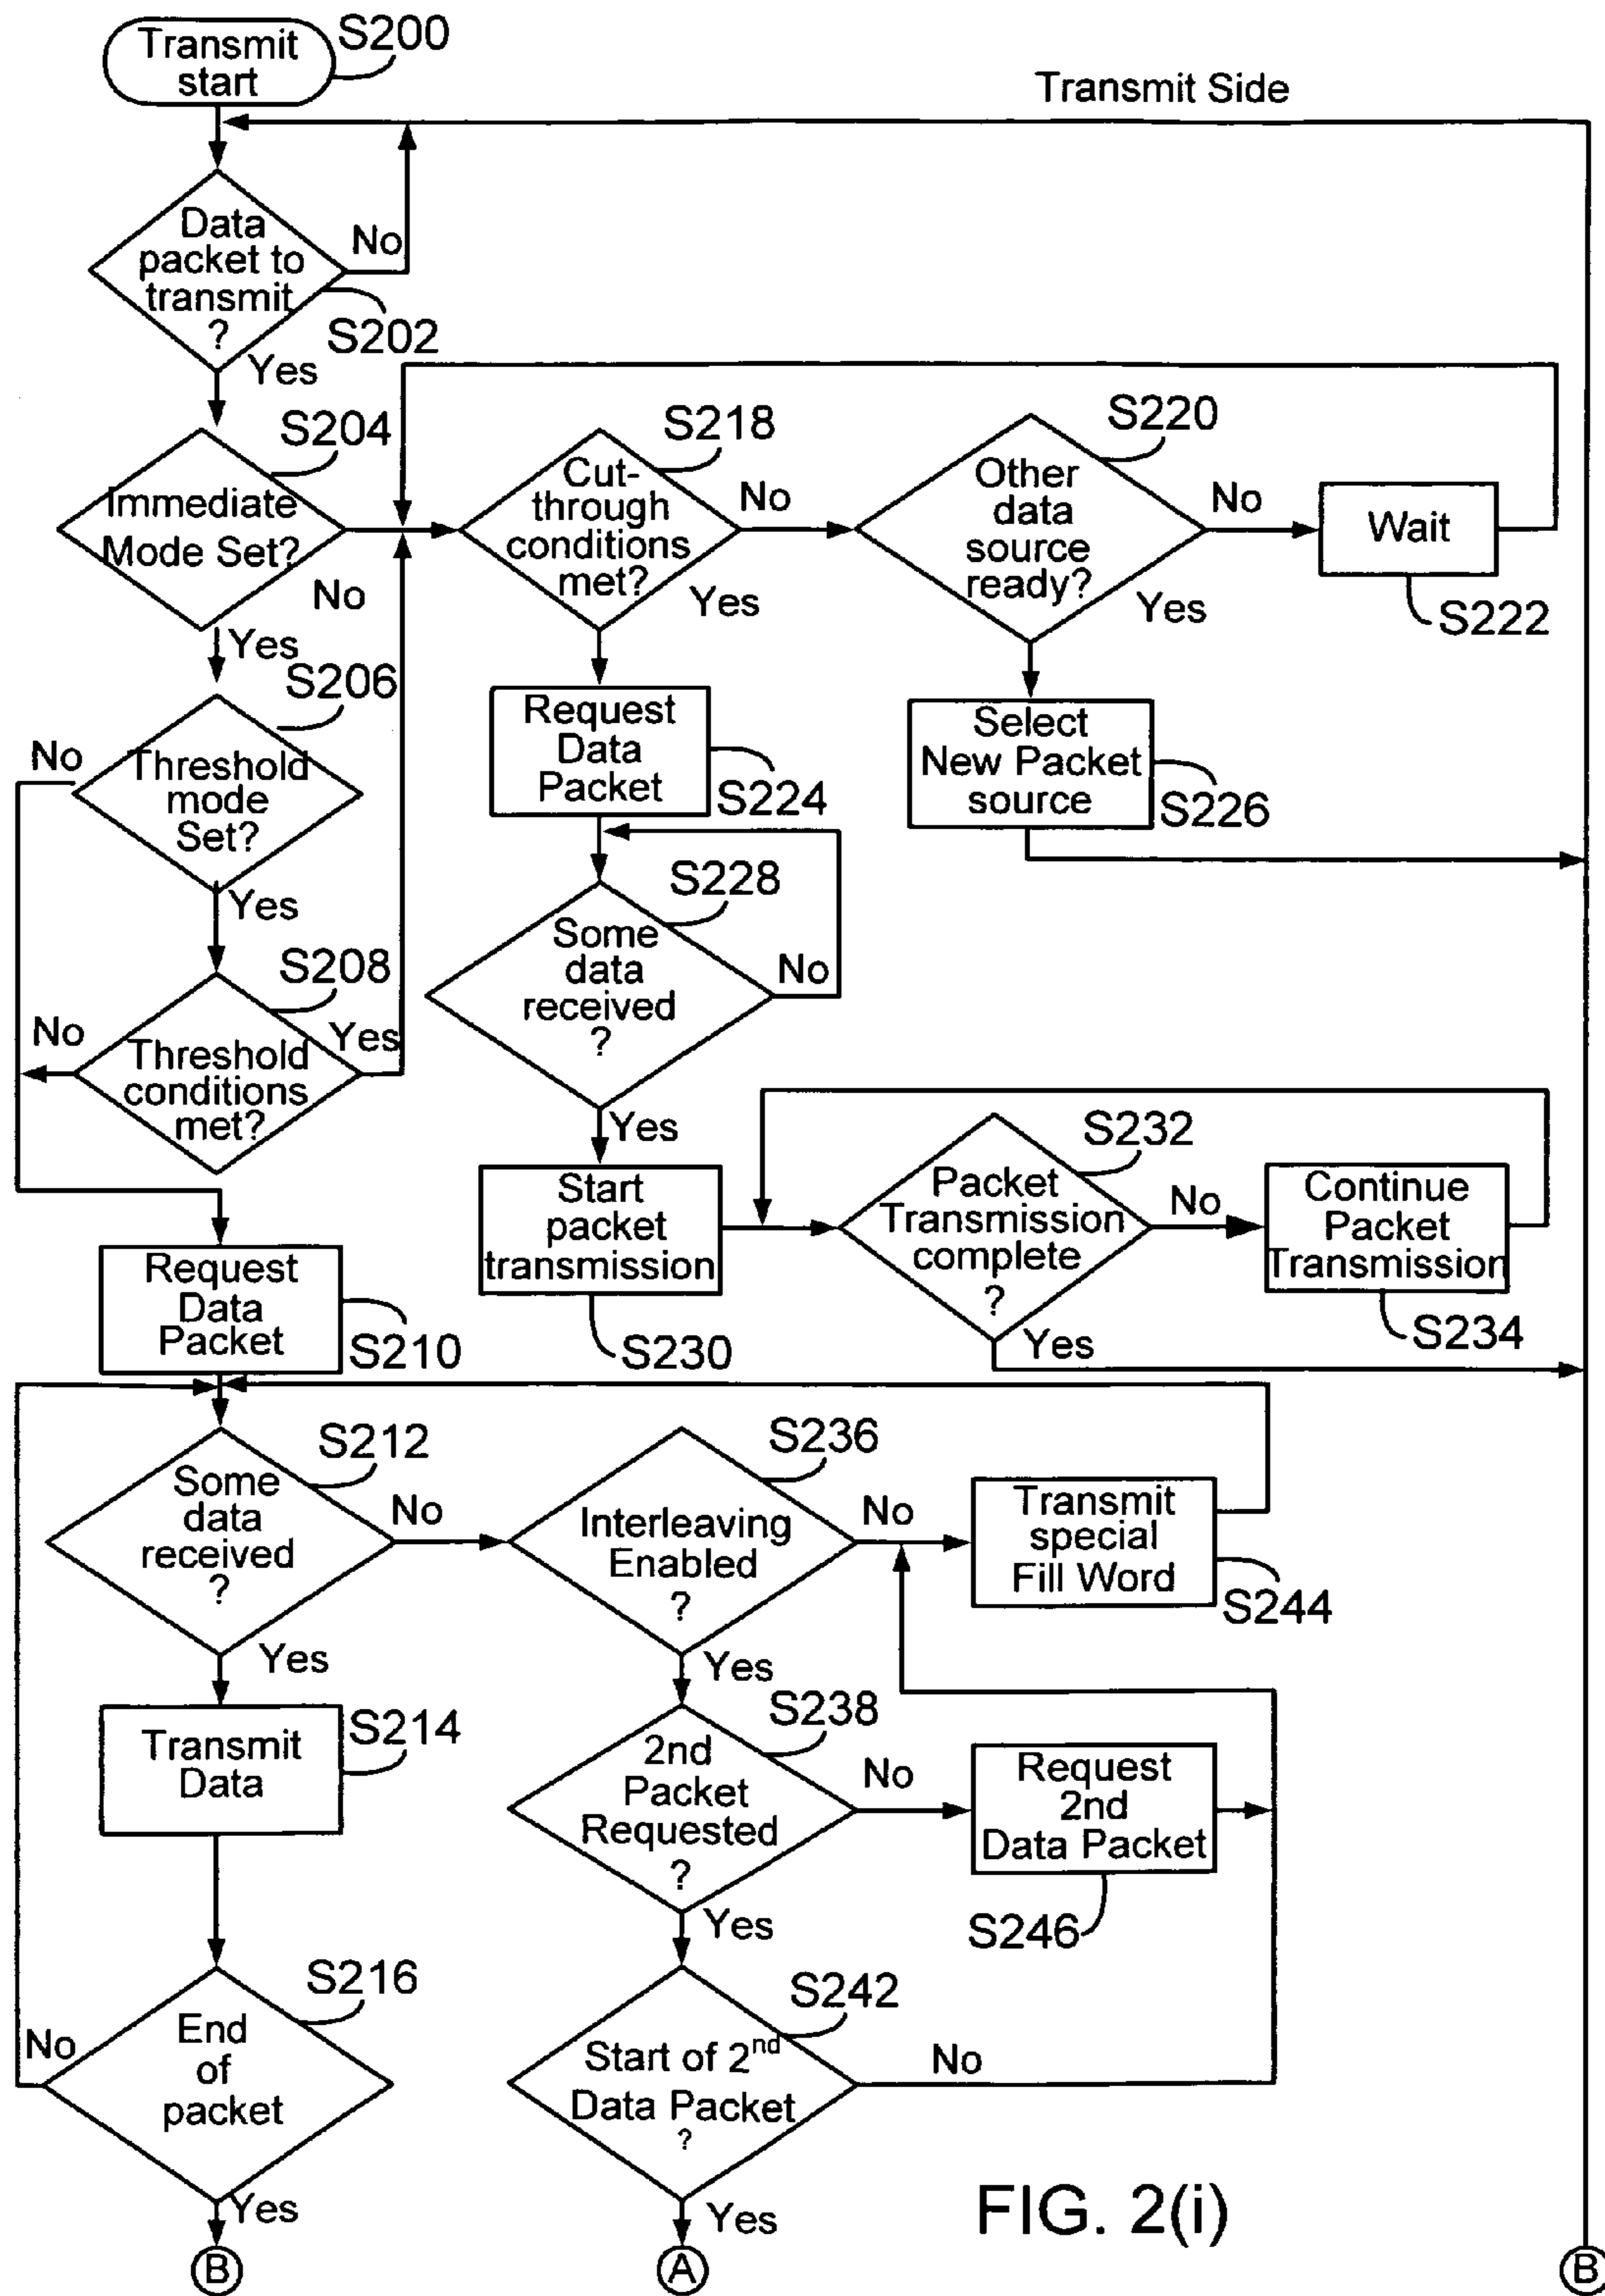 Transmit
start
S200
Transmit Side
Data
packet to
transmit
?
No
S202
Yes
Immediate
Mode Set?
S204
No
Yes
Cut-
through
conditions
met?
S218
No
Yes
Other
data
source
ready?
S220
No
Yes
Wait
S222
Threshold
mode
Set?
S206
No
Yes
Request
Data
Packet
S224
Select
New Packet
source
S226
Threshold
conditions
met?
S208
No
Yes
Some
data
received
?
S228
No
Yes
Start
packet
transmission
S230
Packet
Transmission
complete
?
S232
No
Yes
Continue
Packet
Transmission
S234
Request
Data
Packet
S210
Some
data
received
?
S212
No
Yes
Interleaving
Enabled
?
S236
No
Yes
Transmit
special
Fill Word
S244
Transmit
Data
S214
2nd
Packet
Requested
?
S238
No
Yes
Request
2nd
Data Packet
S246
End
of
packet
S216
No
Yes
Start of 2nd
Data Packet
?
S242
No
Yes
FIG. 2(i)
B
A
B